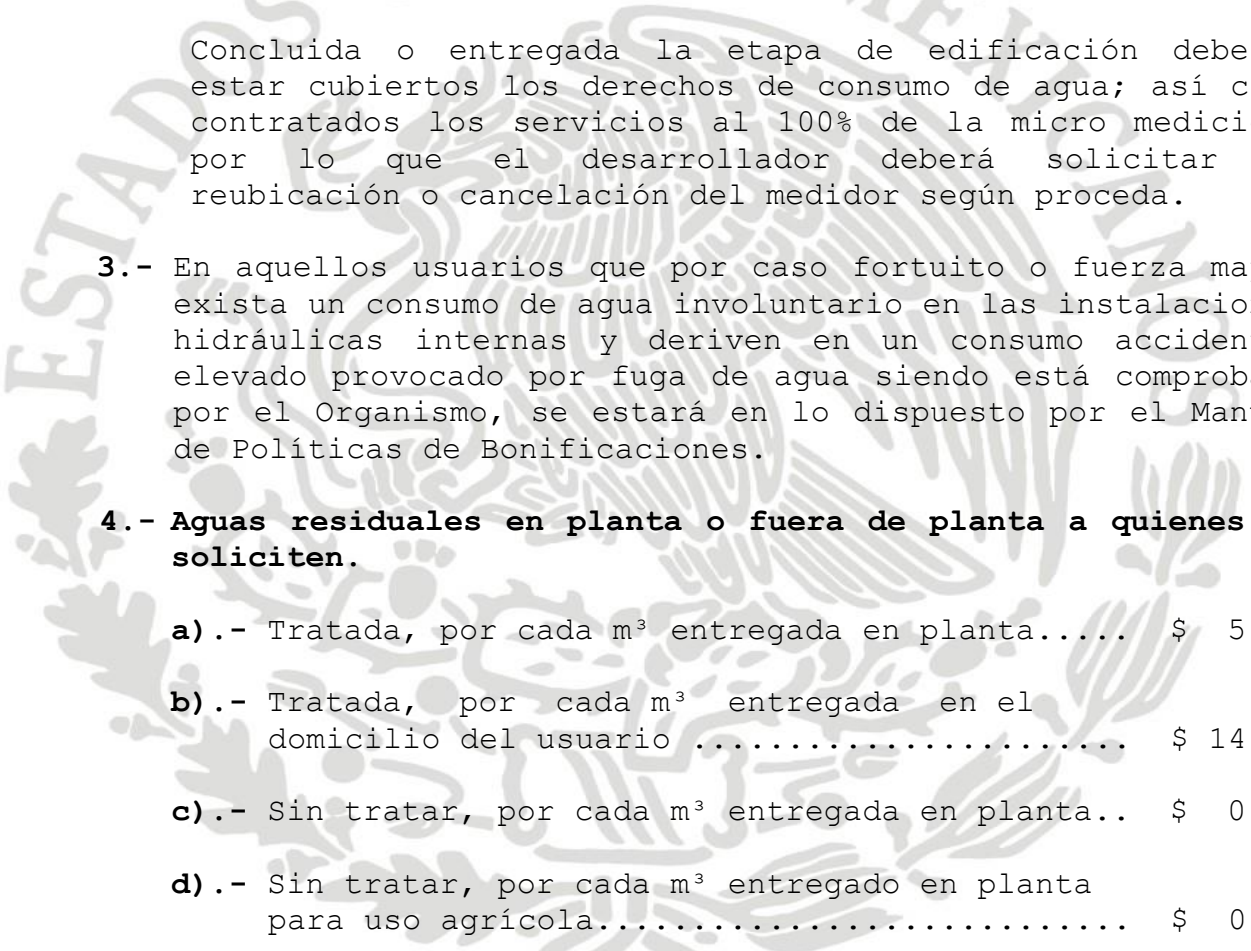 ESTADOS MEXICANO
Concluida o entregada la etapa de edificación debe
estar cubiertos los derechos de consumo de agua; así c
contratados los servicios al 100% de la micro medici
por lo que el desarrollador deberá solicitar
reubicación o cancelación del medidor según proceda.
3.- En aquellos usuarios que por caso fortuito o fuerza ma
exista un consumo de agua involuntario en las instalacio
hidráulicas internas y deriven en un consumo acciden
elevado provocado por fuga de agua siendo está comprob
por el Organismo, se estará en lo dispuesto por el Man
de Políticas de Bonificaciones.
4.- Aguas residuales en planta o fuera de planta a quienes
soliciten.
a).- Tratada, por cada m³ entregada en planta..... $ 5
b).- Tratada, por cada m³ entregada en el
domicilio del usuario ....................... $ 14
c).- Sin tratar, por cada m³ entregada en planta.. $ 0
d).- Sin tratar, por cada m³ entregado en planta
para uso agrícola............................ $ 0